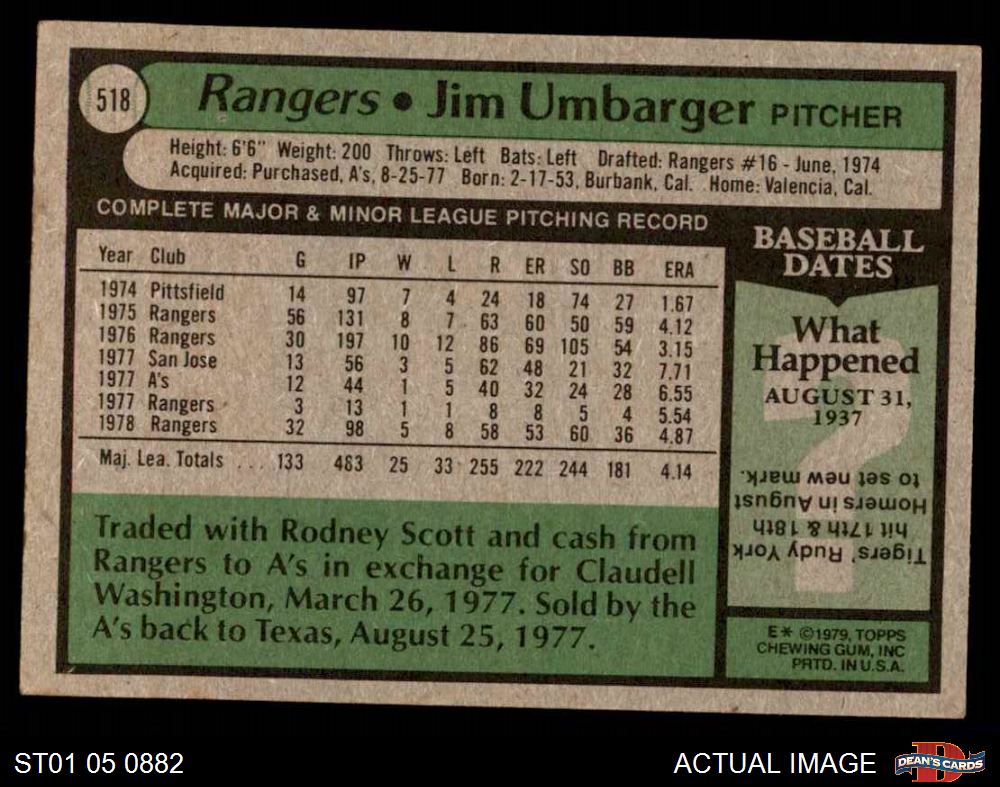 518 Rangers • Jim Umbarger PITCHER
Height: 6'6" Weight: 200 Throws: Left Bats: Left Drafted: Rangers #16 - June, 1974
Acquired: Purchased, A's, 8-25-77 Born: 2-17-53, Burbank, Cal. Home: Valencia, Cal.
COMPLETE MAJOR & MINOR LEAGUE PITCHING RECORD
Year Club G IP W L R ER SO BB ERA
1974 Pittsfield 14 97 7 4 24 18 74 27 1.67
1975 Rangers 56 131 8 7 63 60 50 59 4.12
1976 Rangers 30 197 10 12 86 69 105 54 3.15
1977 San Jose 13 56 3 5 62 48 21 32 7.71
1977 A's 12 44 1 5 40 32 24 28 6.55
1977 Rangers 3 13 1 1 8 8 5 4 5.54
1978 Rangers 32 98 5 8 58 53 60 36 4.87
Maj. Lea. Totals ... 133 483 25 33 255 222 244 181 4.14
Traded with Rodney Scott and cash from
Rangers to A's in exchange for Claudell
Washington, March 26, 1977. Sold by the
A's back to Texas, August 25, 1977.
BASEBALL
DATES
What
Happened
AUGUST 31,
1937
?
Tigers' Rudy York
hit 17th & 18th
Homers in August
to set new mark.
E* ©1979, TOPPS
CHEWING GUM, INC
PRTD. IN U.S.A.
ST01 05 0882
ACTUAL IMAGE
D
DEAN'S CARDS